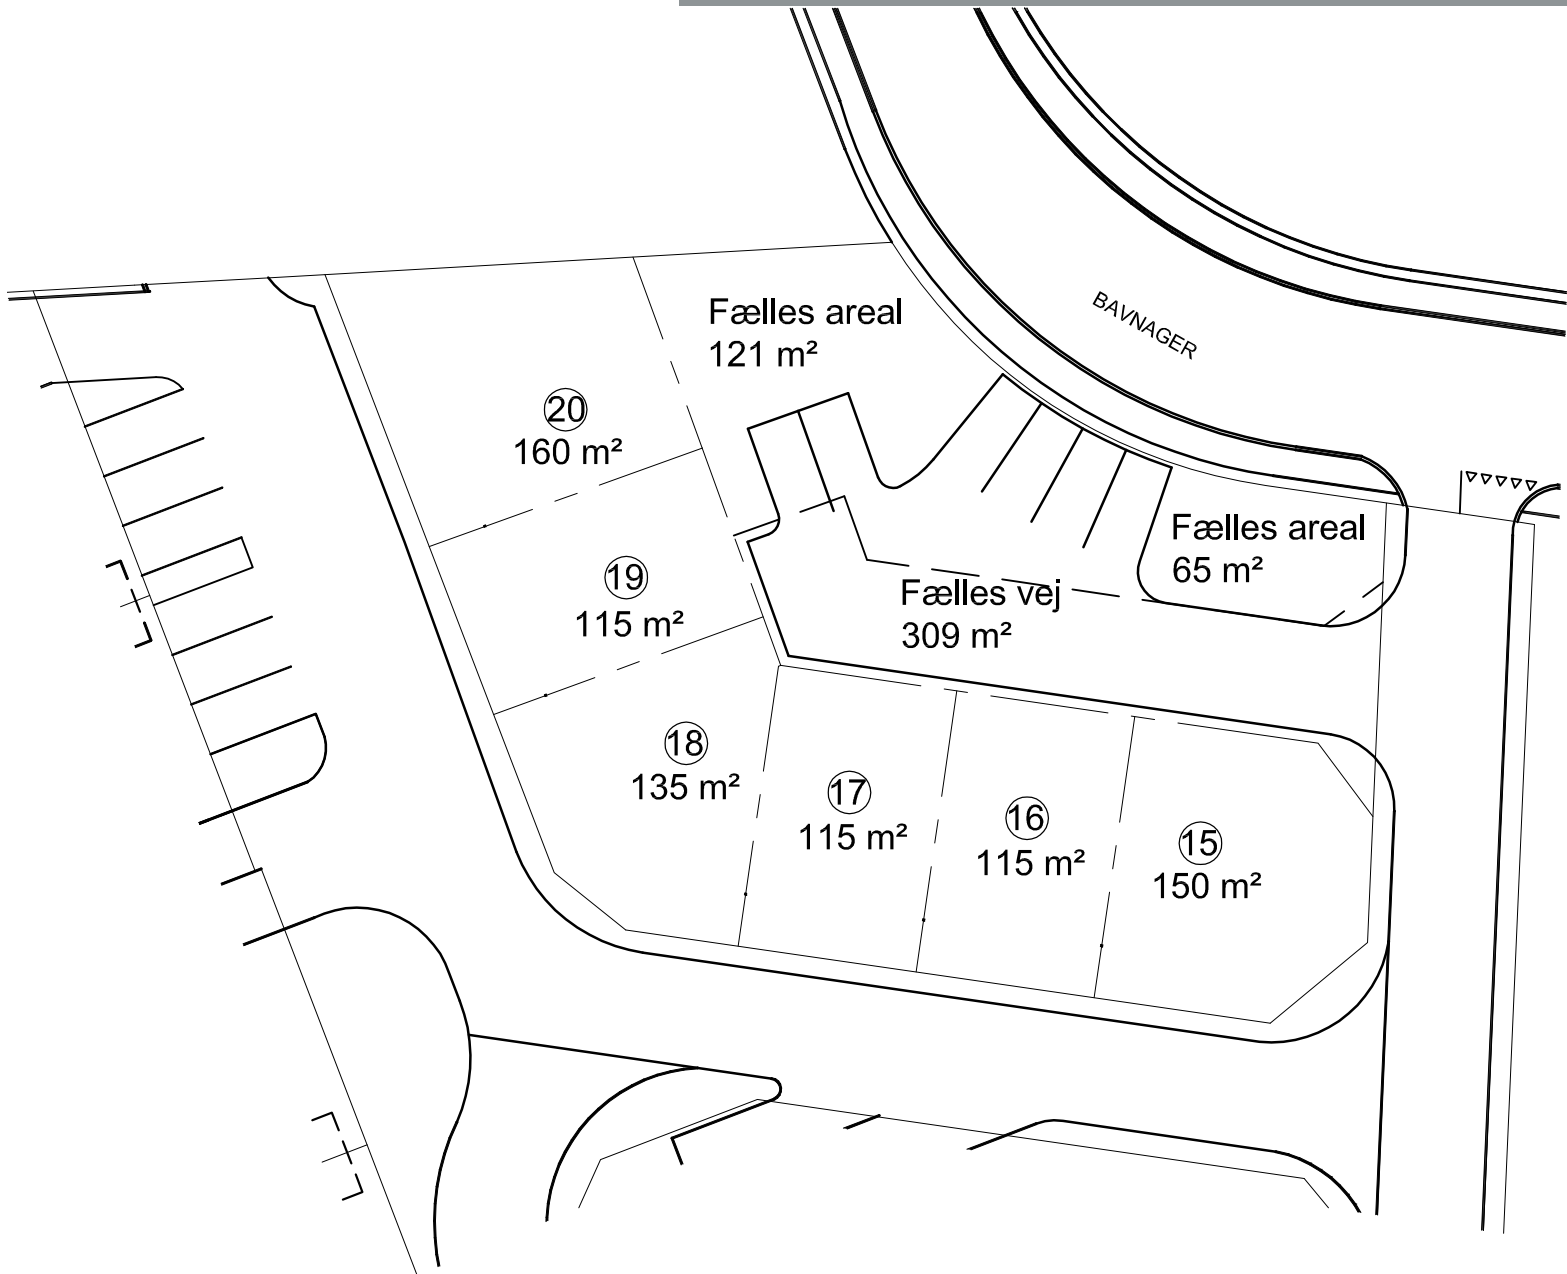 BAVNAGER
Fælles areal
121 m²
20
160 m²
Fælles areal
65 m²
19
115 m²
Fælles vej
309 m²
18
135 m²
17
115 m²
16
115 m²
15
150 m²